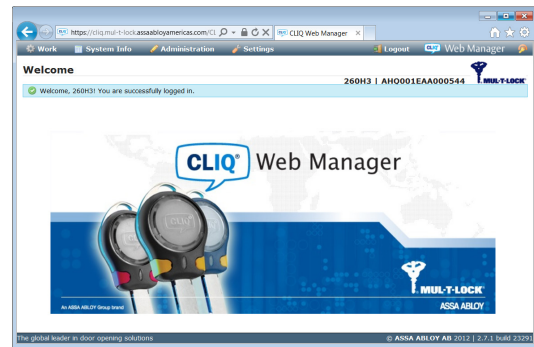 https://cliq.mul-t-lock.assaabloyamericas.com/CL
CLIQ Web Manager
Work System Info Administration Settings Logout CLIQ Web Manager
Welcome
260H3 | AHO001EAA000544 MUL-T-LOCK
Welcome, 260H3! You are successfully logged in.
CLIQ® Web Manager
CLIQ
MUL-T-LOCK
An ASSA ABLOY Group brand
ASSA ABLOY
The global leader in door opening solutions
© ASSA ABLOY AB 2012 | 2.7.1 build 23291